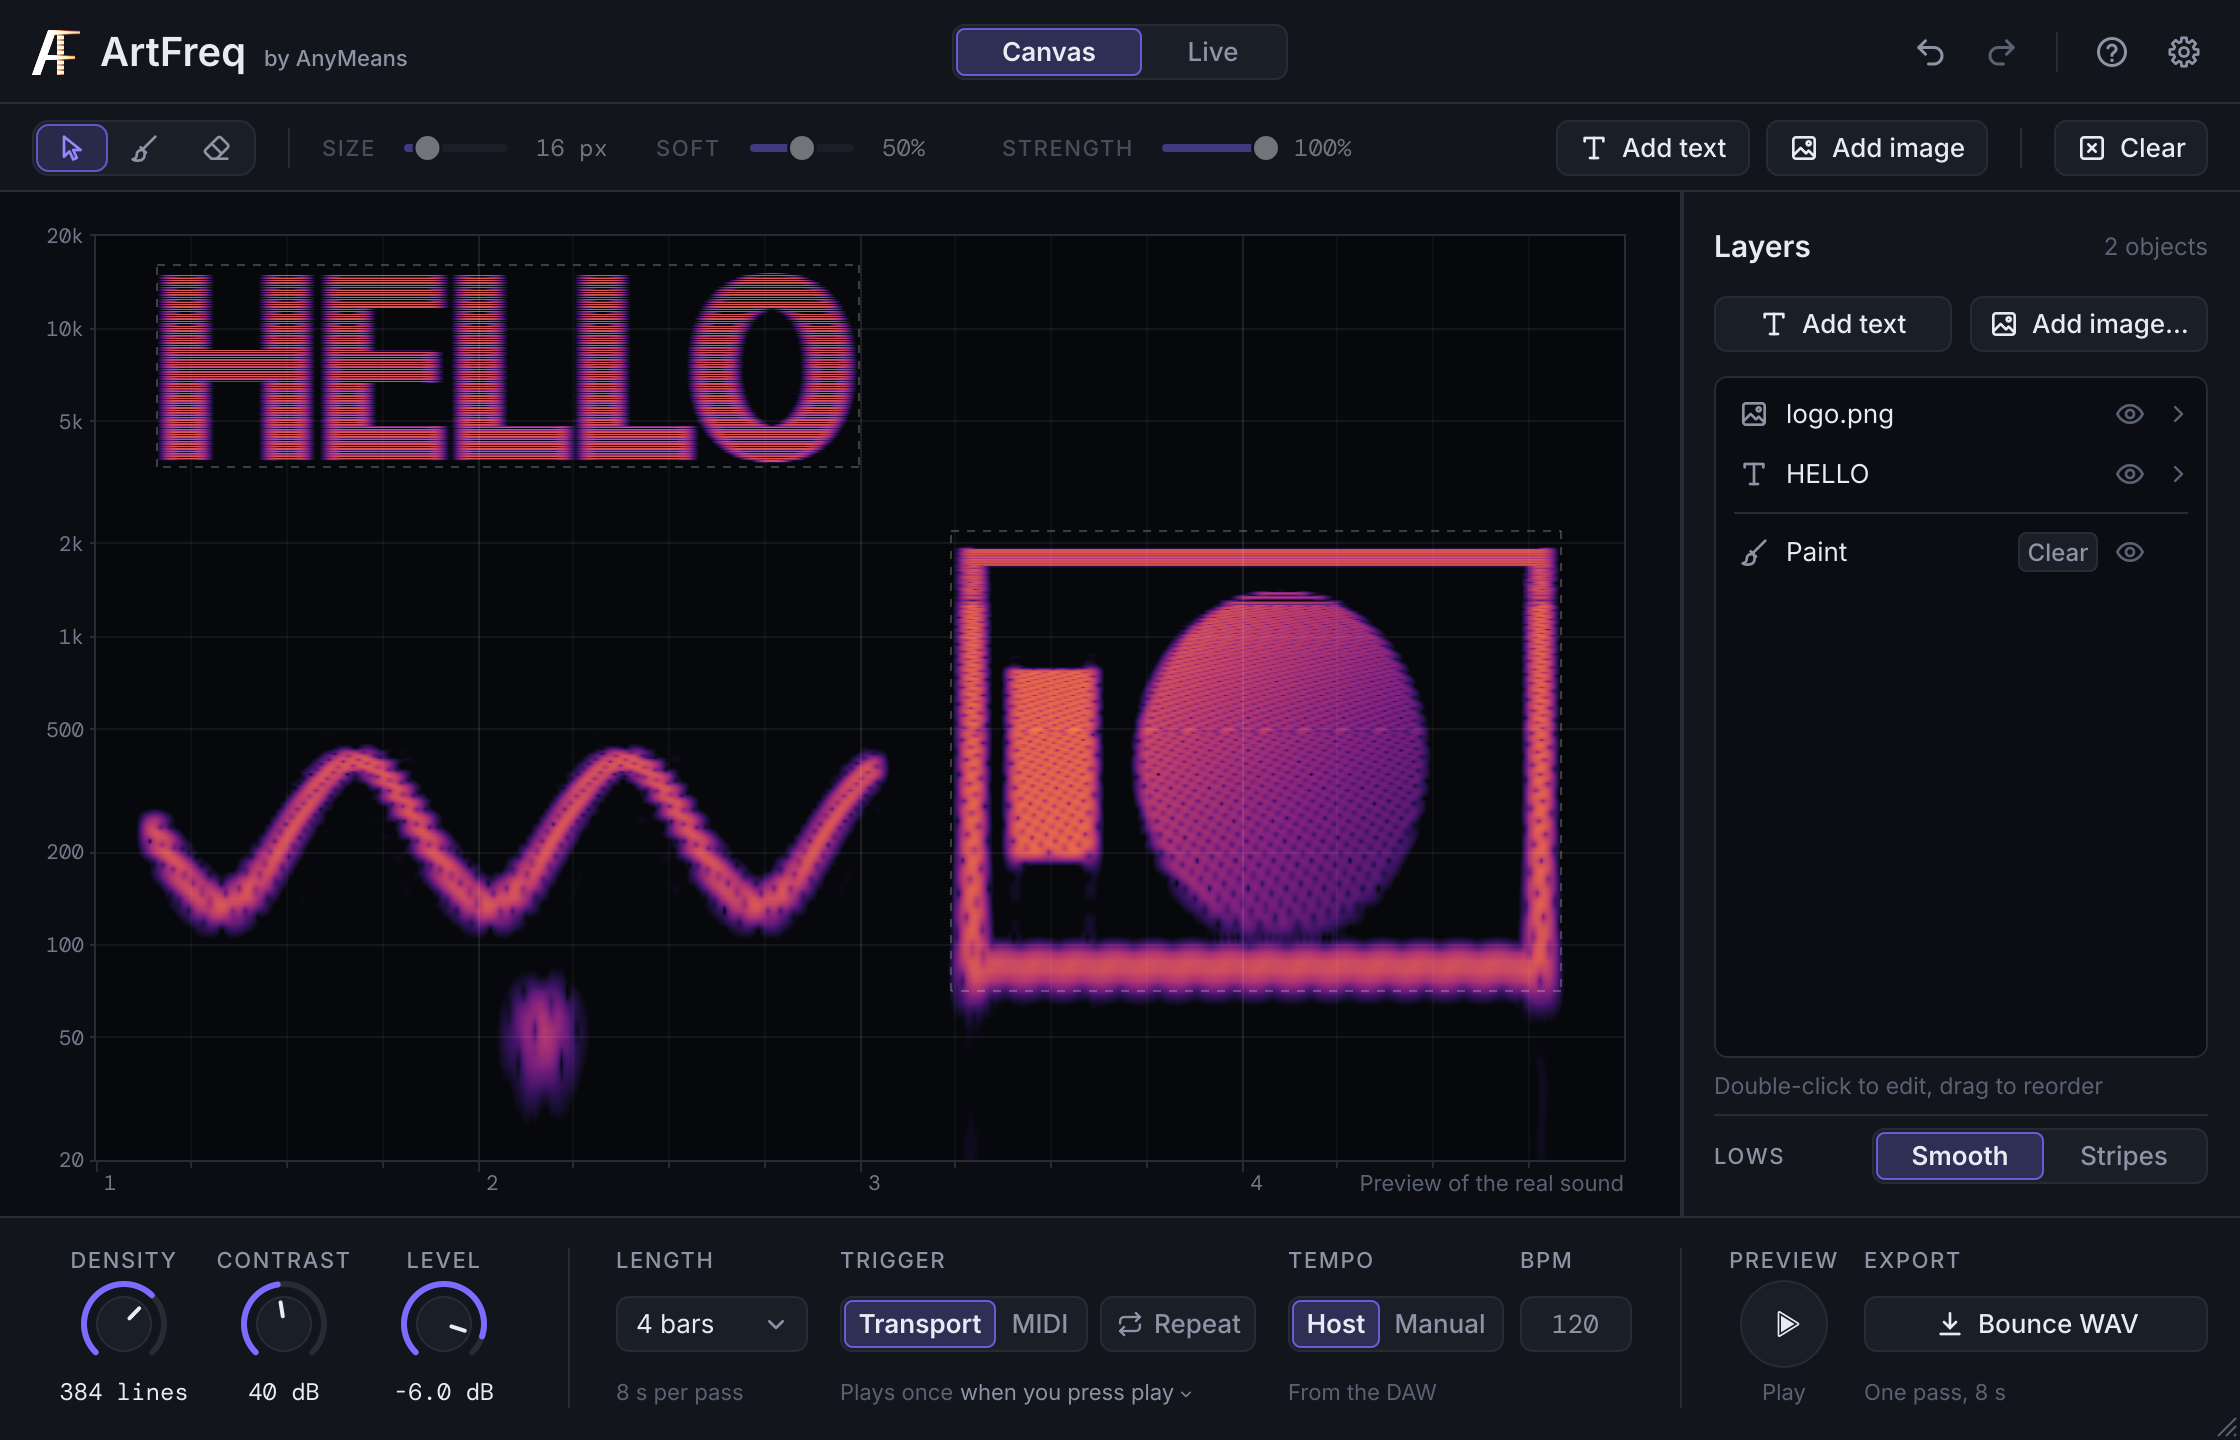 ArtFreq by AnyMeans
Canvas Live
SIZE 16 px SOFT 50% STRENGTH 100% Add text Add image Clear
20k
10k
5k
2k
1k
500
200
100
50
20
HELLO
1 2 3 4 Preview of the real sound
Layers 2 objects
Add text Add image...
logo.png
HELLO
Paint Clear
Double-click to edit, drag to reorder
LOWS Smooth Stripes
DENSITY CONTRAST LEVEL LENGTH TRIGGER TEMPO BPM PREVIEW EXPORT
4 bars Transport MIDI Repeat Host Manual 120 Bounce WAV
384 lines 40 dB -6.0 dB 8 s per pass Plays once when you press play From the DAW Play One pass, 8 s